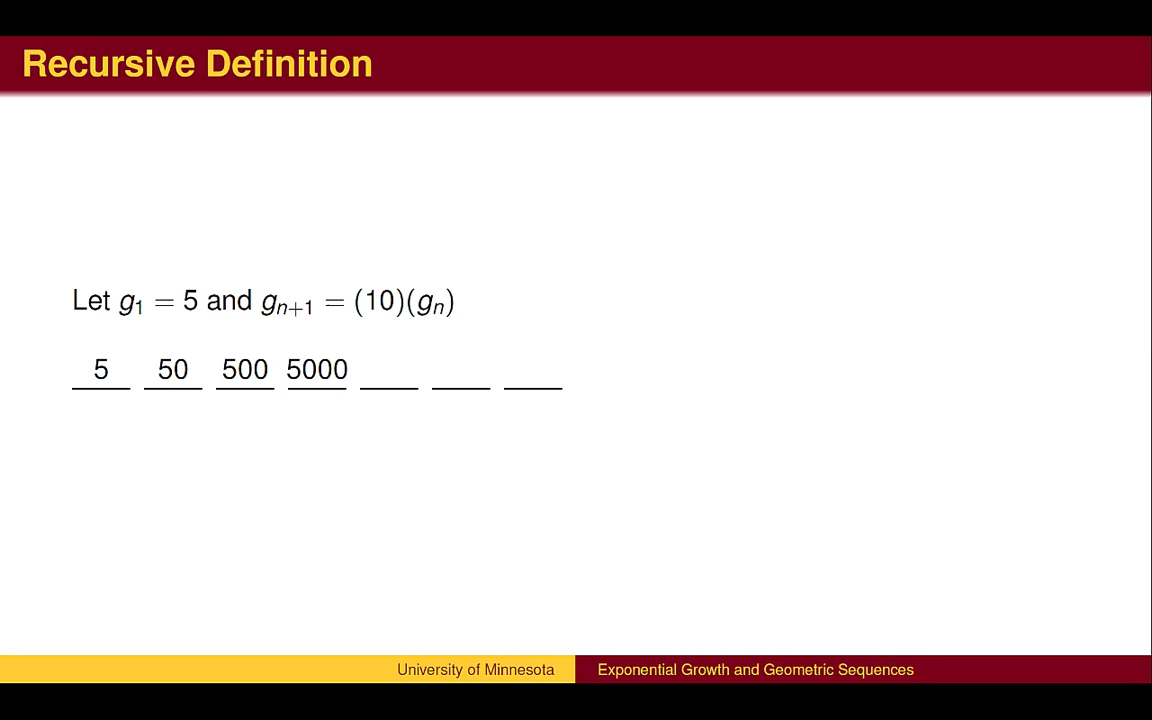 Recursive Definition
Let g₁ = 5 and gₙ₊₁ = (10)(gₙ)
5 50 500 5000
University of Minnesota Exponential Growth and Geometric Sequences